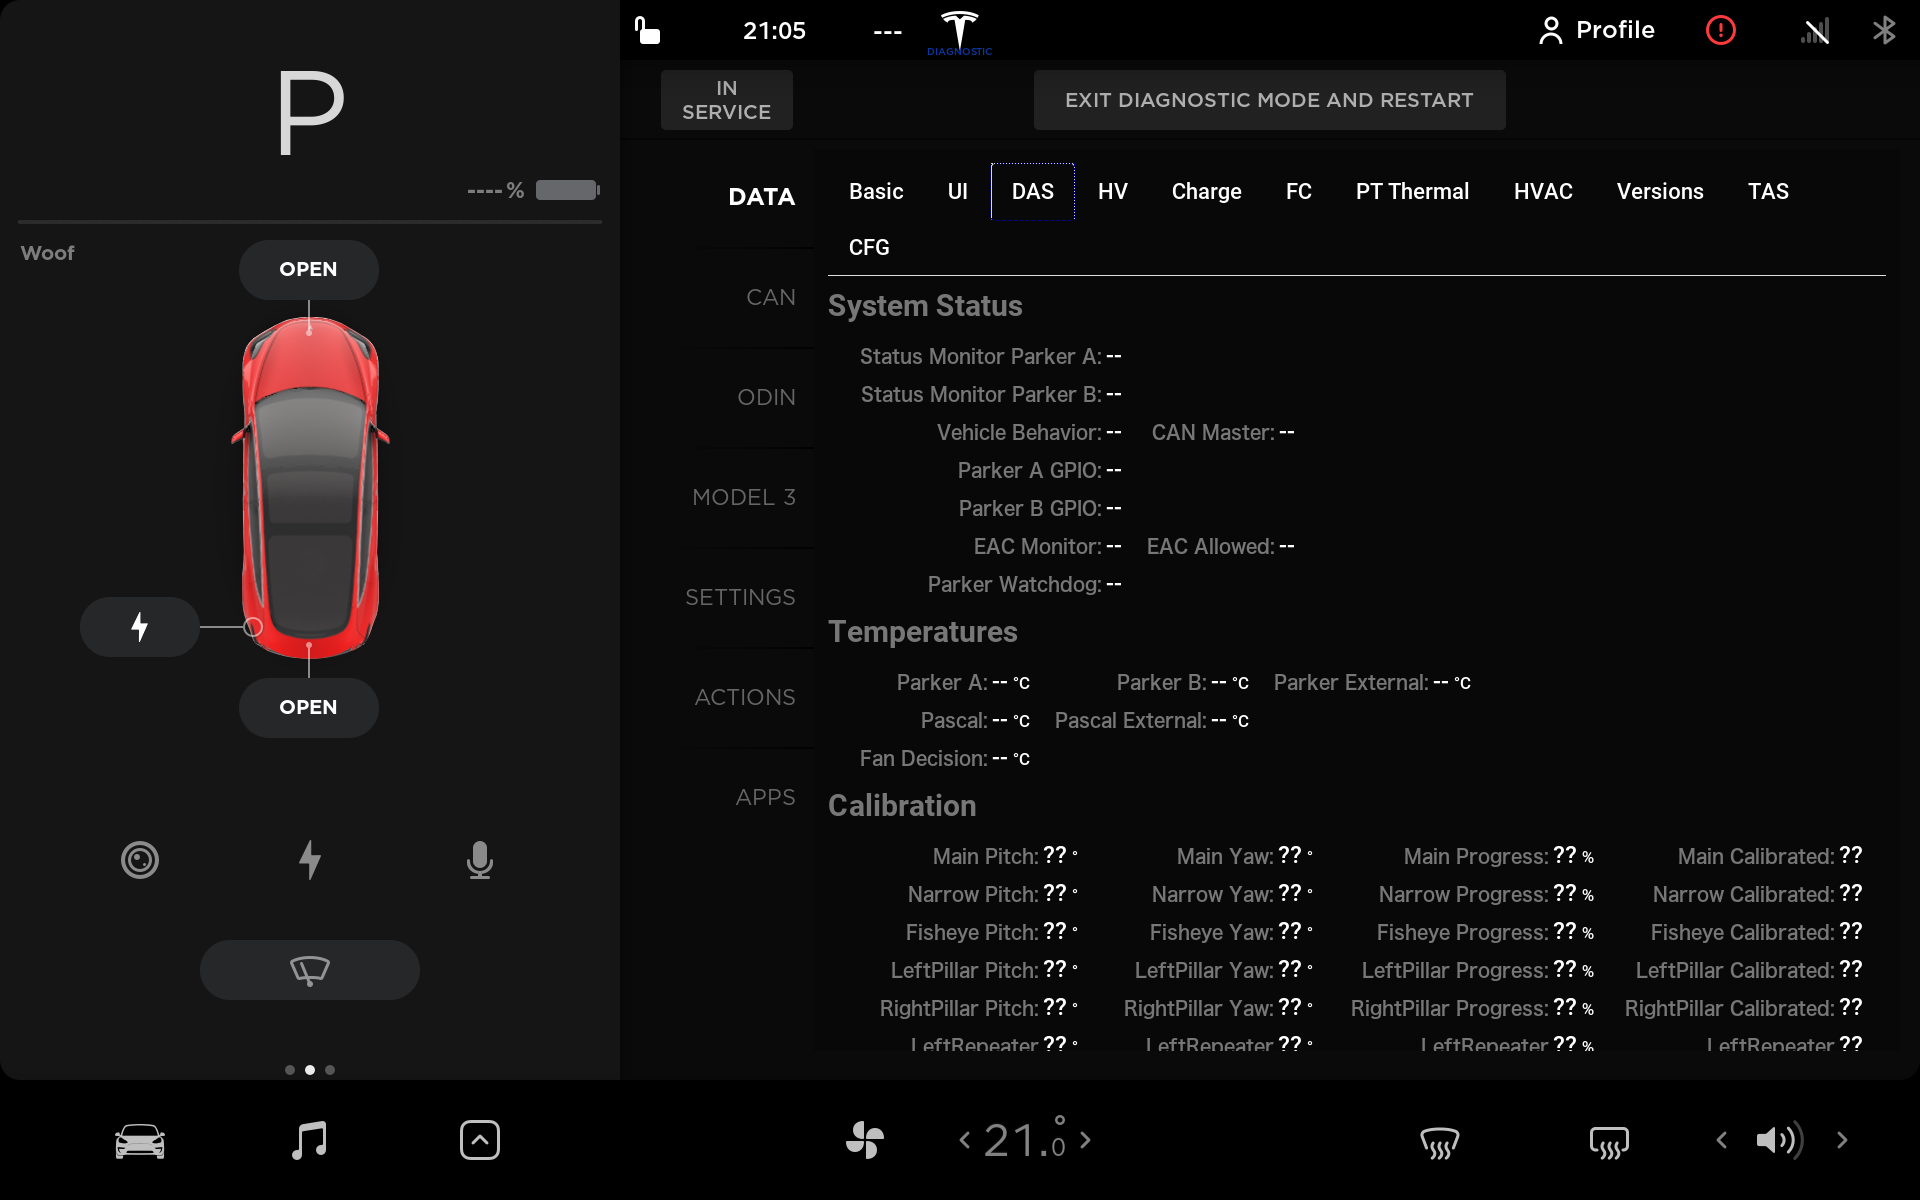 P
---- %
Woof
OPEN
OPEN
21:05
---
DIAGNOSTIC
Profile
IN
SERVICE
EXIT DIAGNOSTIC MODE AND RESTART
DATA
CAN
ODIN
MODEL 3
SETTINGS
ACTIONS
APPS
Basic UI DAS HV Charge FC PT Thermal HVAC Versions TAS
CFG
System Status
Status Monitor Parker A: --
Status Monitor Parker B: --
Vehicle Behavior: -- CAN Master: --
Parker A GPIO: --
Parker B GPIO: --
EAC Monitor: -- EAC Allowed: --
Parker Watchdog: --
Temperatures
Parker A: -- °C Parker B: -- °C Parker External: -- °C
Pascal: -- °C Pascal External: -- °C
Fan Decision: -- °C
Calibration
Main Pitch: ?? ° Main Yaw: ?? ° Main Progress: ?? % Main Calibrated: ??
Narrow Pitch: ?? ° Narrow Yaw: ?? ° Narrow Progress: ?? % Narrow Calibrated: ??
Fisheye Pitch: ?? ° Fisheye Yaw: ?? ° Fisheye Progress: ?? % Fisheye Calibrated: ??
LeftPillar Pitch: ?? ° LeftPillar Yaw: ?? ° LeftPillar Progress: ?? % LeftPillar Calibrated: ??
RightPillar Pitch: ?? ° RightPillar Yaw: ?? ° RightPillar Progress: ?? % RightPillar Calibrated: ??
LeftRepeater ?? ° LeftRepeater ?? ° LeftRepeater ?? % LeftRepeater ??
21.0°